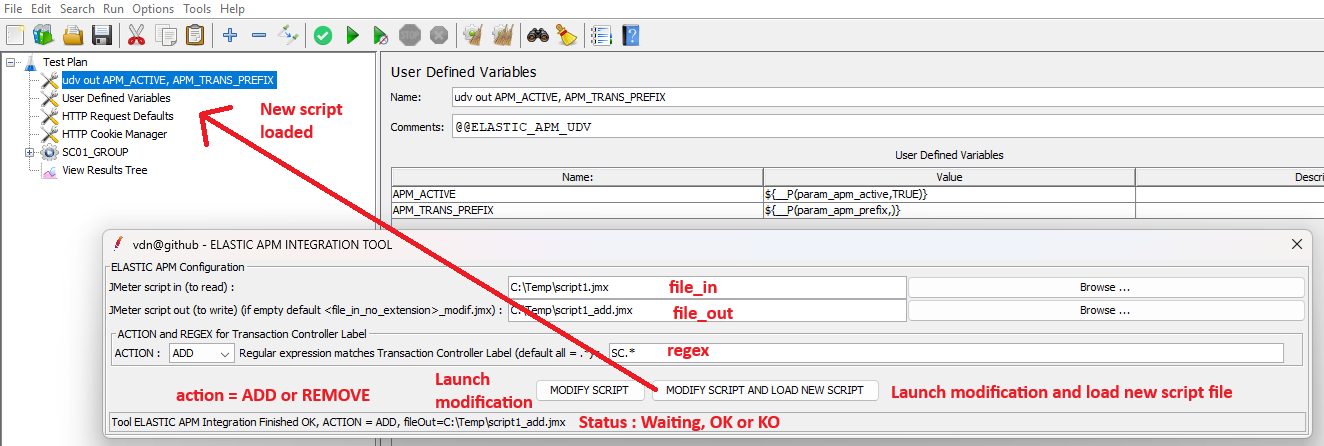 File Edit Search Run Options Tools Help
Test Plan
udv out APM_ACTIVE, APM_TRANS_PREFIX
User Defined Variables
HTTP Request Defaults
HTTP Cookie Manager
SC01_GROUP
View Results Tree
New script
loaded
User Defined Variables
Name: udv out APM_ACTIVE, APM_TRANS_PREFIX
Comments: @@ELASTIC_APM_UDV
User Defined Variables
Name: Value Descri
APM_ACTIVE ${__P(param_apm_active,TRUE)}
APM_TRANS_PREFIX ${__P(param_apm_prefix,)}
vdn@github - ELASTIC APM INTEGRATION TOOL
ELASTIC APM Configuration
JMeter script in (to read) : C:\Temp\script1.jmx file_in Browse ...
JMeter script out (to write) (if empty default <file_in_no_extension>_modif.jmx) : C:\Temp\script1_add.jmx file_out Browse ...
ACTION and REGEX for Transaction Controller Label
ACTION : ADD Regular expression matches Transaction Controller Label (default all = .*) : SC.* regex
action = ADD or REMOVE
Launch
modification
MODIFY SCRIPT MODIFY SCRIPT AND LOAD NEW SCRIPT Launch modification and load new script file
Tool ELASTIC APM Integration Finished OK, ACTION = ADD, fileOut=C:\Temp\script1_add.jmx Status : Waiting, OK or KO